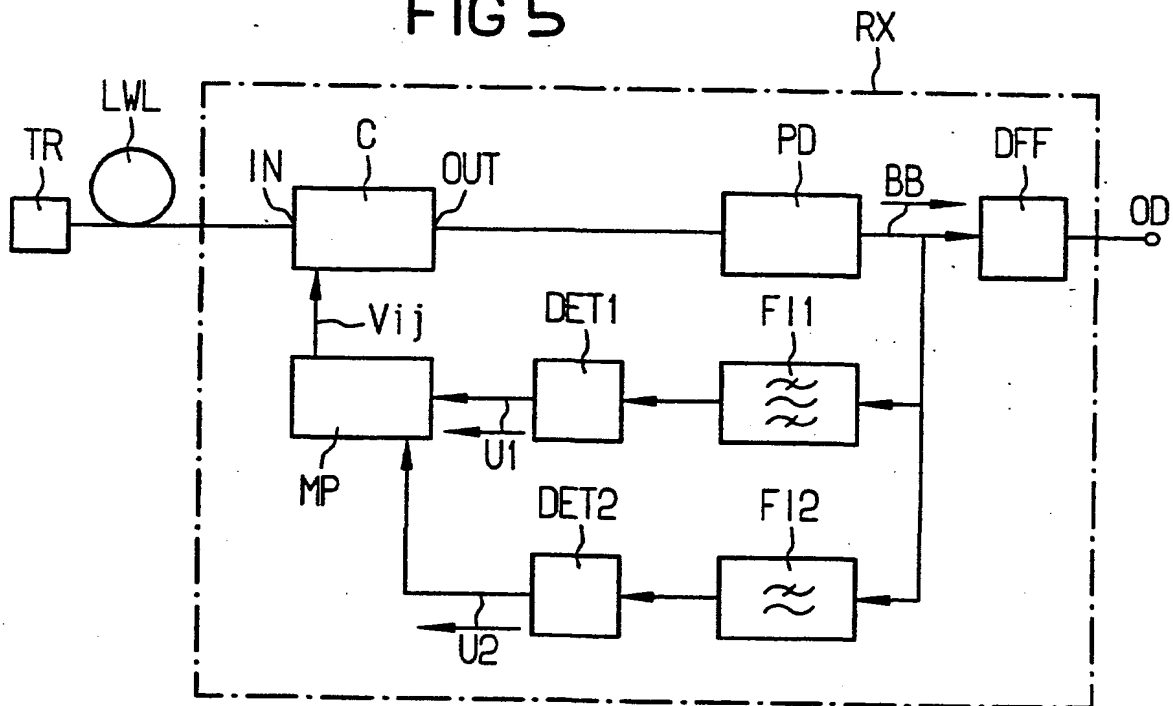 FIG 5
RX
LWL
TR
C
IN
OUT
PD
BB
DFF
OD
Vij
DET1
FI1
U1
MP
DET2
FI2
U2